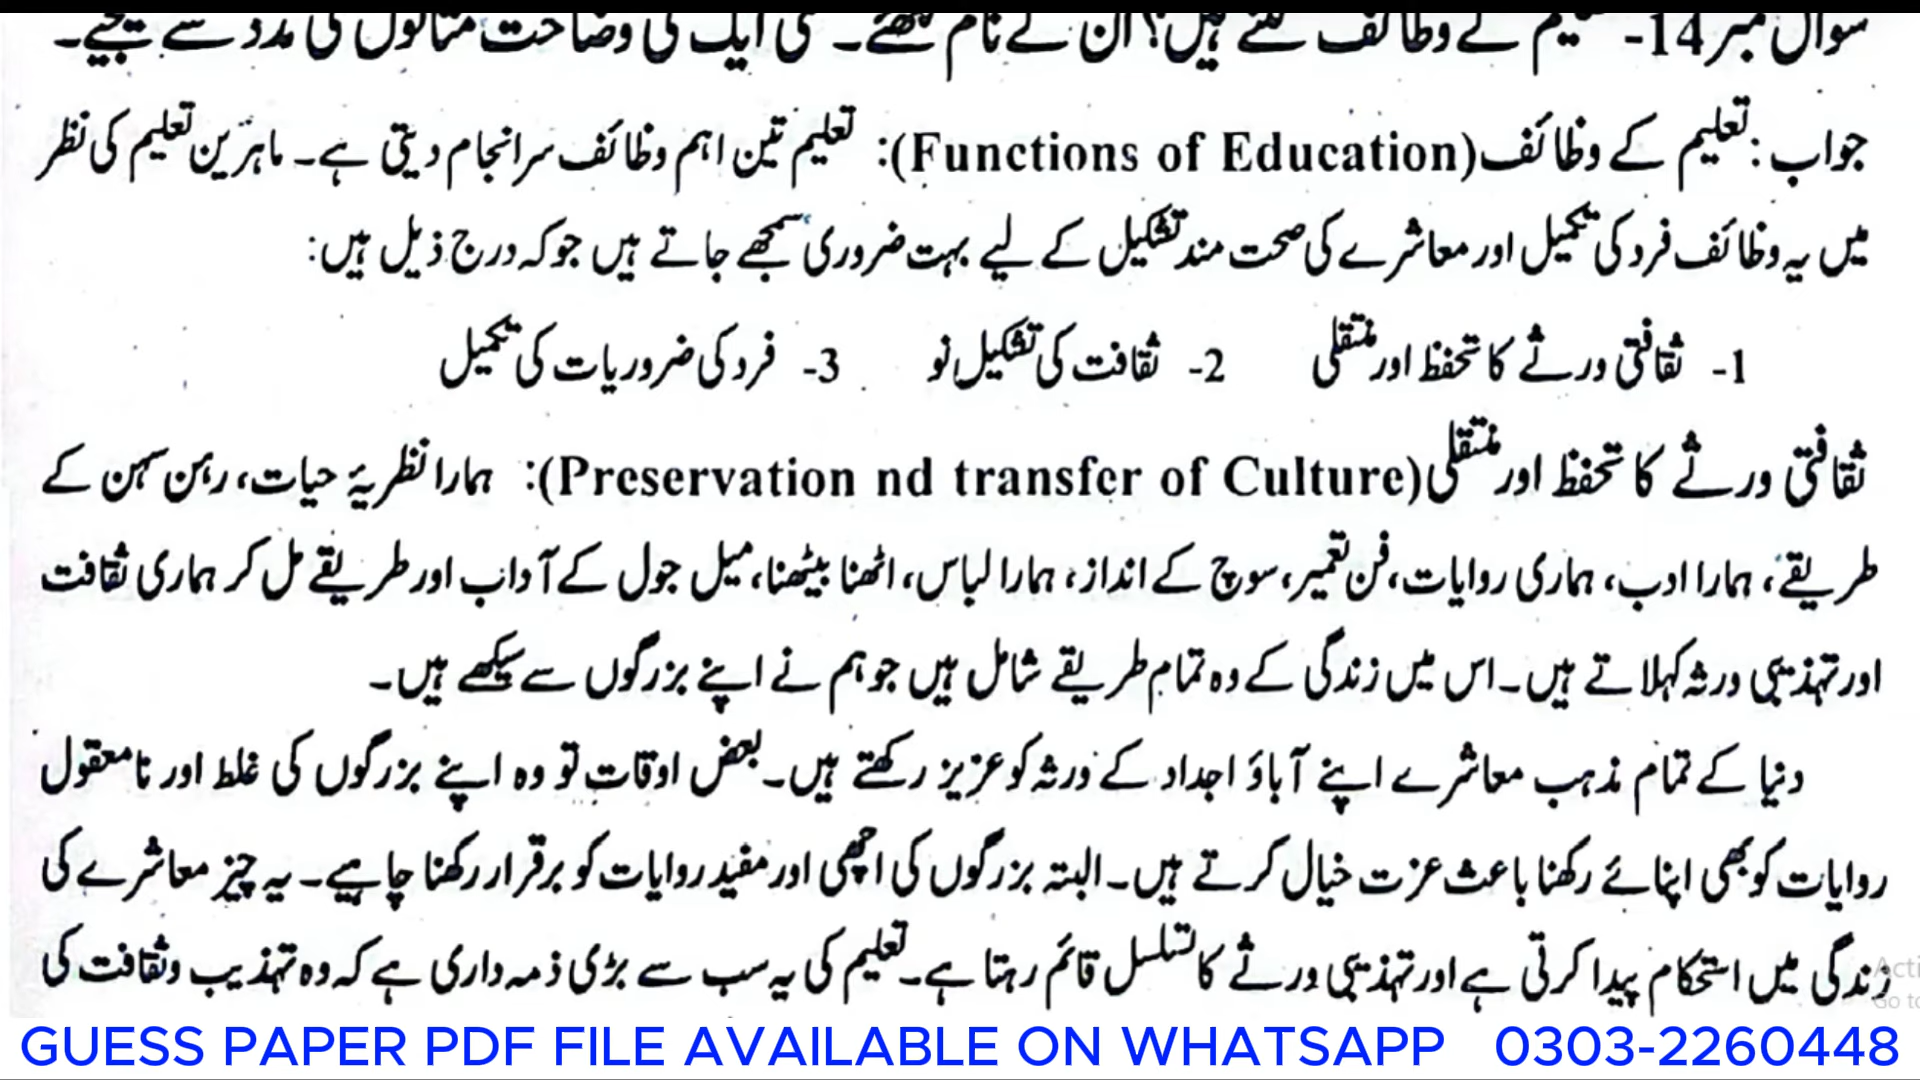 سوال نمبر 14- تعلیم کے وظائف کتنے ہیں؟ ان کے نام لکھئے۔ کسی ایک کی وضاحت مثالوں کی مدد سے کیجیے۔
جواب: تعلیم کے وظائف (Functions of Education): تعلیم تین اہم وظائف سرانجام دیتی ہے۔ ماہرین تعلیم کی نظر
میں یہ وظائف فرد کی تکمیل اور معاشرے کی صحت مند تشکیل کے لیے بہت ضروری سمجھے جاتے ہیں جو کہ درج ذیل ہیں:
1- ثقافتی ورثے کا تحفظ اور منتقلی 2- ثقافت کی تشکیل نو 3- فرد کی ضروریات کی تکمیل
ثقافتی ورثے کا تحفظ اور منتقلی (Preservation nd transfer of Culture): ہمارا نظریۂ حیات، رہن سہن کے
طریقے، ہمارا ادب، ہماری روایات، فن تعمیر، سوچ کے انداز، ہمارا لباس، اٹھنا بیٹھنا، میل جول کے آداب اور طریقے مل کر ہماری ثقافت
اور تہذیبی ورثہ کہلاتے ہیں۔ اس میں زندگی کے وہ تمام طریقے شامل ہیں جو ہم نے اپنے بزرگوں سے سیکھے ہیں۔
دنیا کے تمام مذہب معاشرے اپنے آباؤ اجداد کے ورثہ کو عزیز رکھتے ہیں۔ بعض اوقات تو وہ اپنے بزرگوں کی غلط اور نامعقول
روایات کو بھی اپنائے رکھنا باعث عزت خیال کرتے ہیں۔ البتہ بزرگوں کی اچھی اور مفید روایات کو برقرار رکھنا چاہیے۔ یہ چیز معاشرے کی
زندگی میں استحکام پیدا کرتی ہے اور تہذیبی ورثے کا تسلسل قائم رہتا ہے۔ تعلیم کی یہ سب سے بڑی ذمہ داری ہے کہ وہ تہذیب و ثقافت کی
GUESS PAPER PDF FILE AVAILABLE ON WHATSAPP 0303-2260448